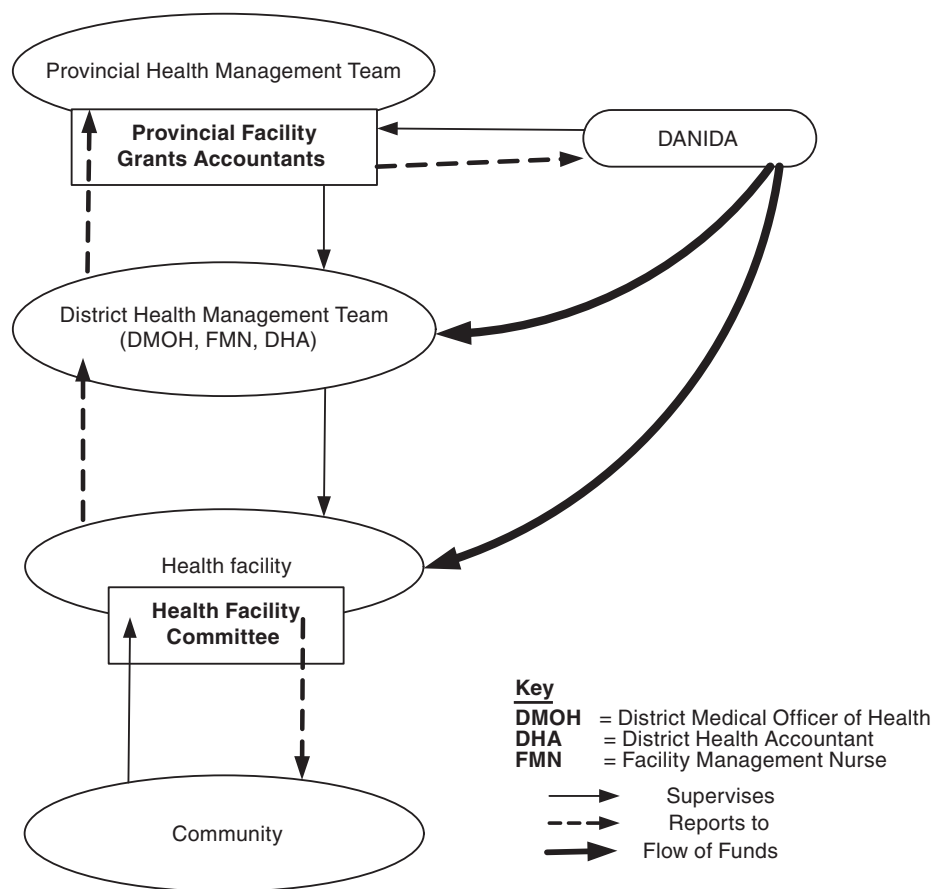 Provincial Health Management Team
Provincial Facility
Grants Accountants
DANIDA
District Health Management Team
(DMOH, FMN, DHA)
Health facility
Health Facility
Committee
Community
Key
DMOH = District Medical Officer of Health
DHA = District Health Accountant
FMN = Facility Management Nurse
Supervises
Reports to
Flow of Funds